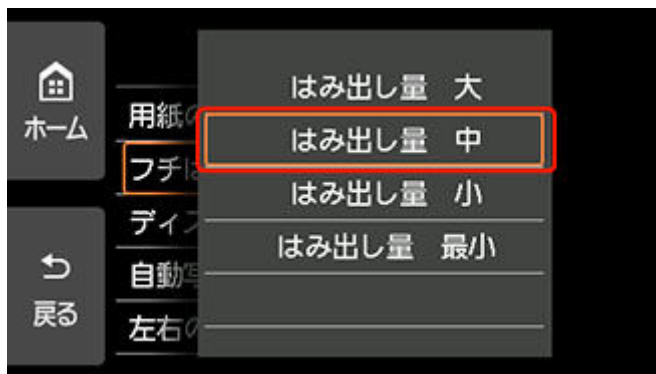 ホーム
戻る
用紙の
フチは
ディス
自動写
左右の
はみ出し量 大
はみ出し量 中
はみ出し量 小
はみ出し量 最小